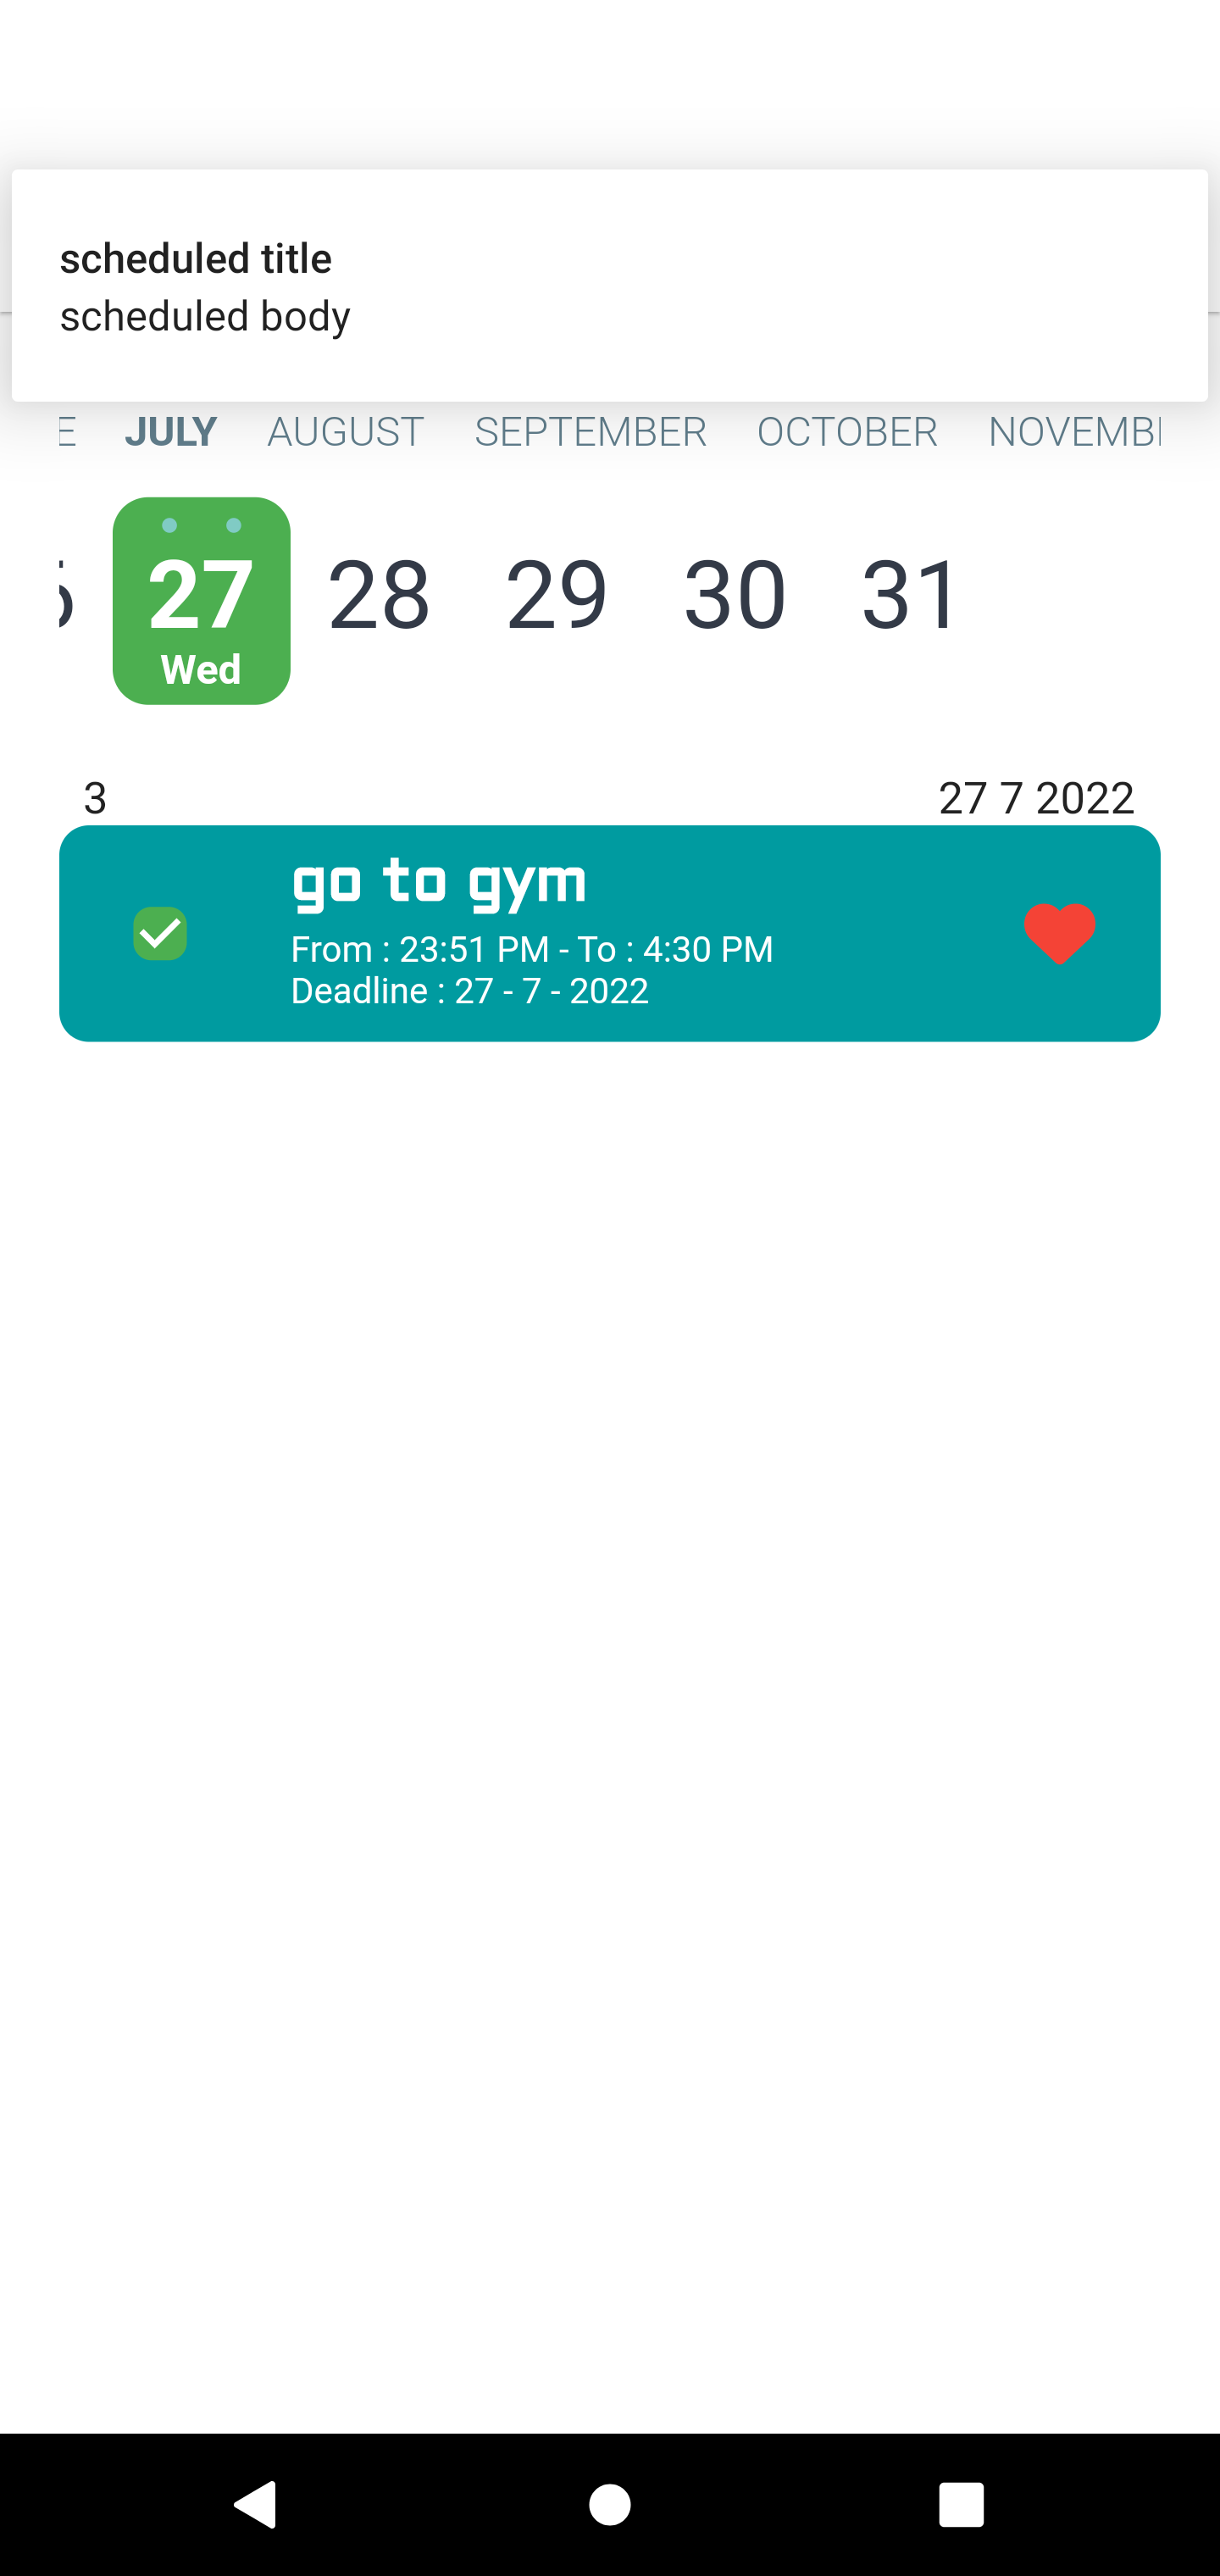 scheduled title
scheduled body
E JULY AUGUST SEPTEMBER OCTOBER NOVEMB
27 28 29 30 31
Wed
3 27 7 2022
go to gym
From : 23:51 PM - To : 4:30 PM
Deadline : 27 - 7 - 2022